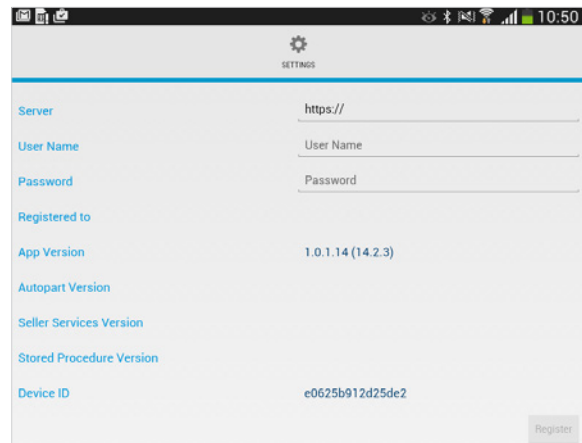 10:50
SETTINGS
Server https://
User Name User Name
Password Password
Registered to
App Version 1.0.1.14 (14.2.3)
Autopart Version
Seller Services Version
Stored Procedure Version
Device ID e0625b912d25de2
Register